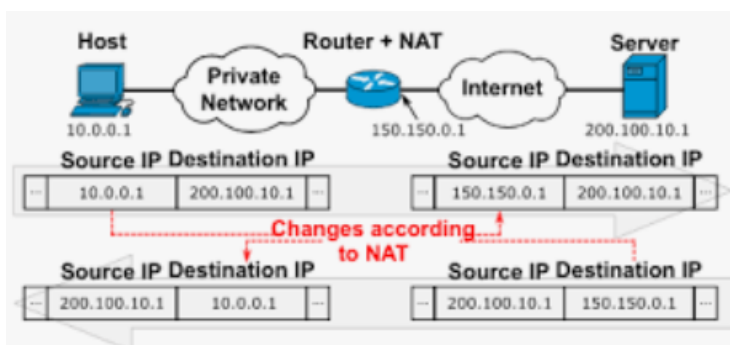 Host Router + NAT Server
Private Network Internet
10.0.0.1 150.150.0.1 200.100.10.1
Source IP Destination IP Source IP Destination IP
... 10.0.0.1 200.100.10.1 ... ... 150.150.0.1 200.100.10.1 ...
Changes according
to NAT
Source IP Destination IP Source IP Destination IP
... 200.100.10.1 10.0.0.1 ... ... 200.100.10.1 150.150.0.1 ...